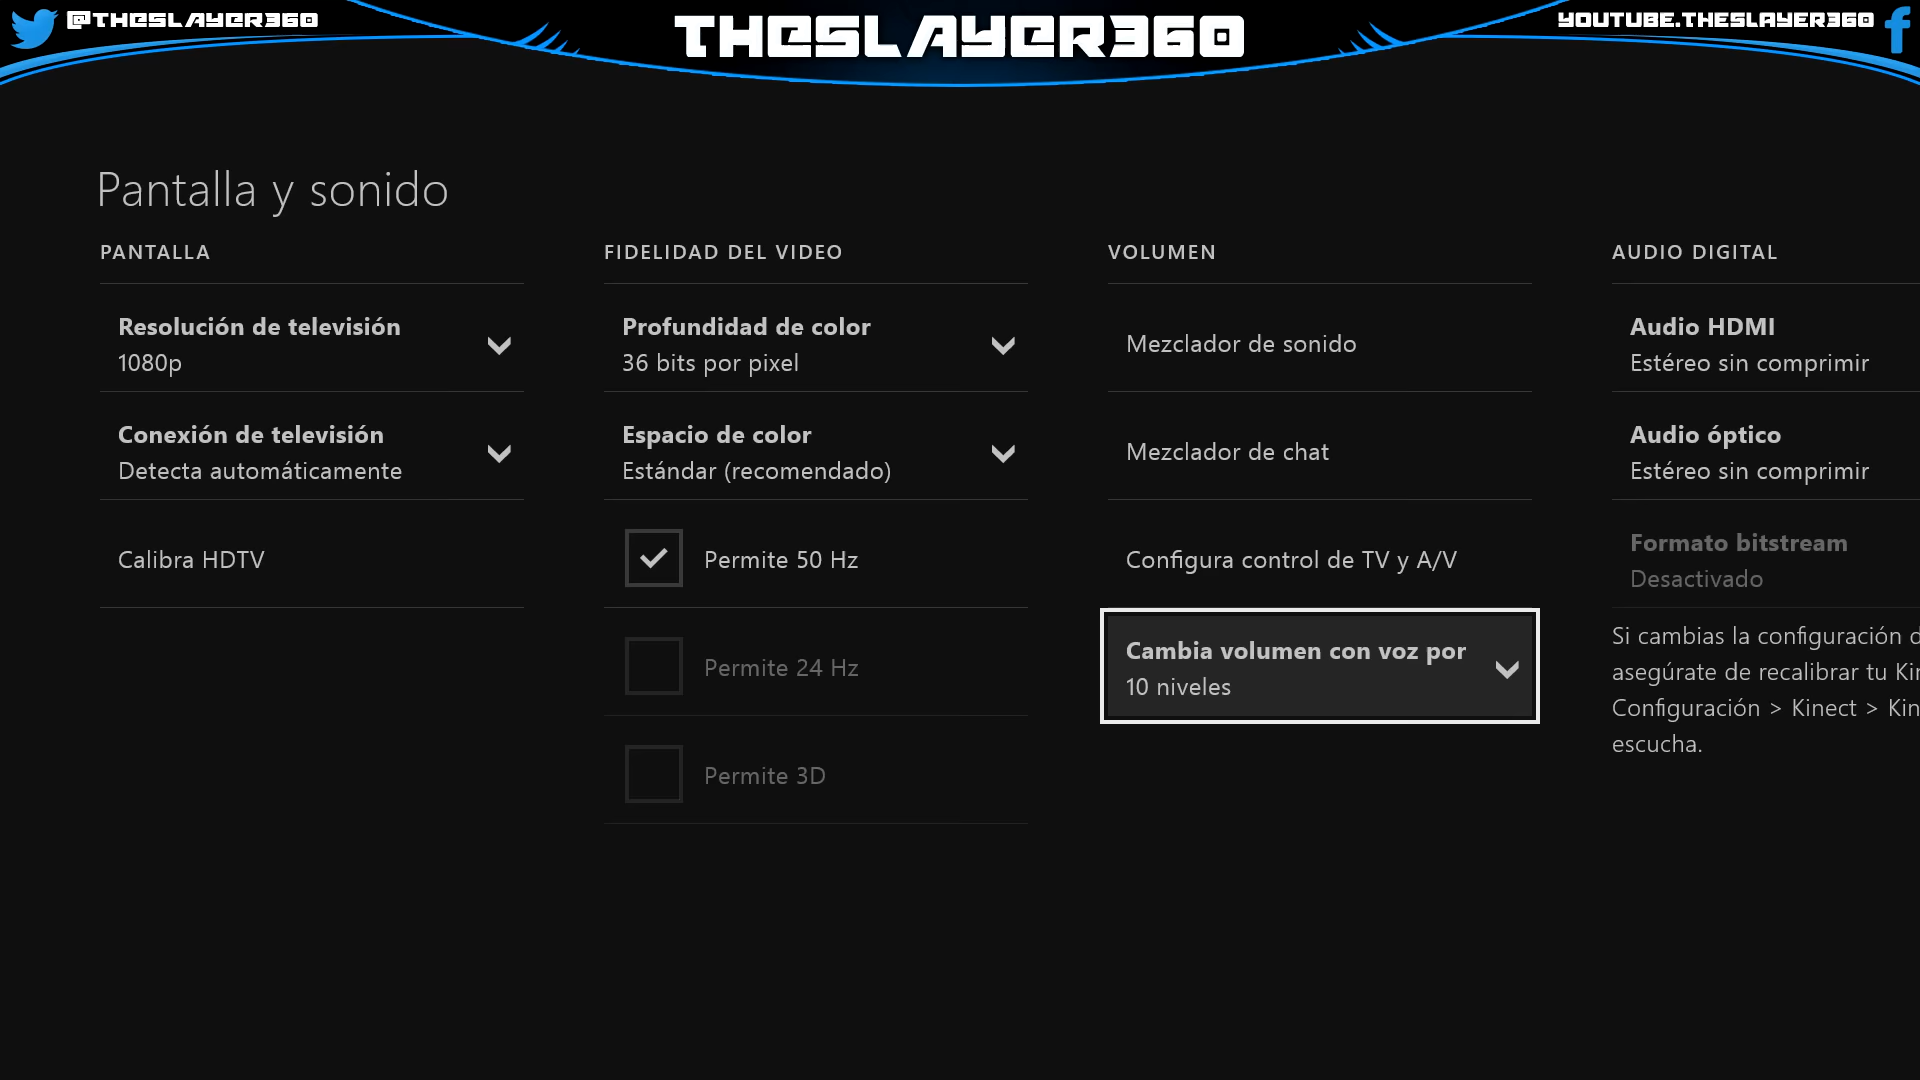 @THESLAYER360
THESLAYER360
YOUTUBE.THESLAYER360
Pantalla y sonido
PANTALLA
Resolución de televisión
1080p
Conexión de televisión
Detecta automáticamente
Calibra HDTV
FIDELIDAD DEL VIDEO
Profundidad de color
36 bits por pixel
Espacio de color
Estándar (recomendado)
Permite 50 Hz
Permite 24 Hz
Permite 3D
VOLUMEN
Mezclador de sonido
Mezclador de chat
Configura control de TV y A/V
Cambia volumen con voz por
10 niveles
AUDIO DIGITAL
Audio HDMI
Estéreo sin comprimir
Audio óptico
Estéreo sin comprimir
Formato bitstream
Desactivado
Si cambias la configuración
asegúrate de recalibrar tu
Configuración > Kinect >
escucha.